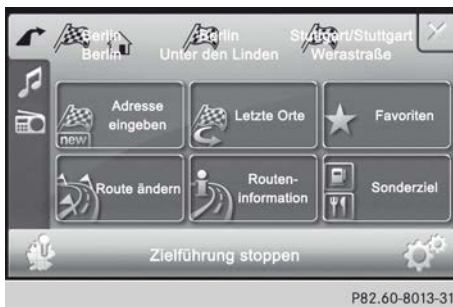 Berlin Berlin Stuttgart/Stuttgart
Berlin Unter den Linden Werastraße
Adresse
eingeben
new
Letzte Orte
Favoriten
Route ändern
Routen-
information
Sonderziel
Zielführung stoppen
P82.60-8013-31